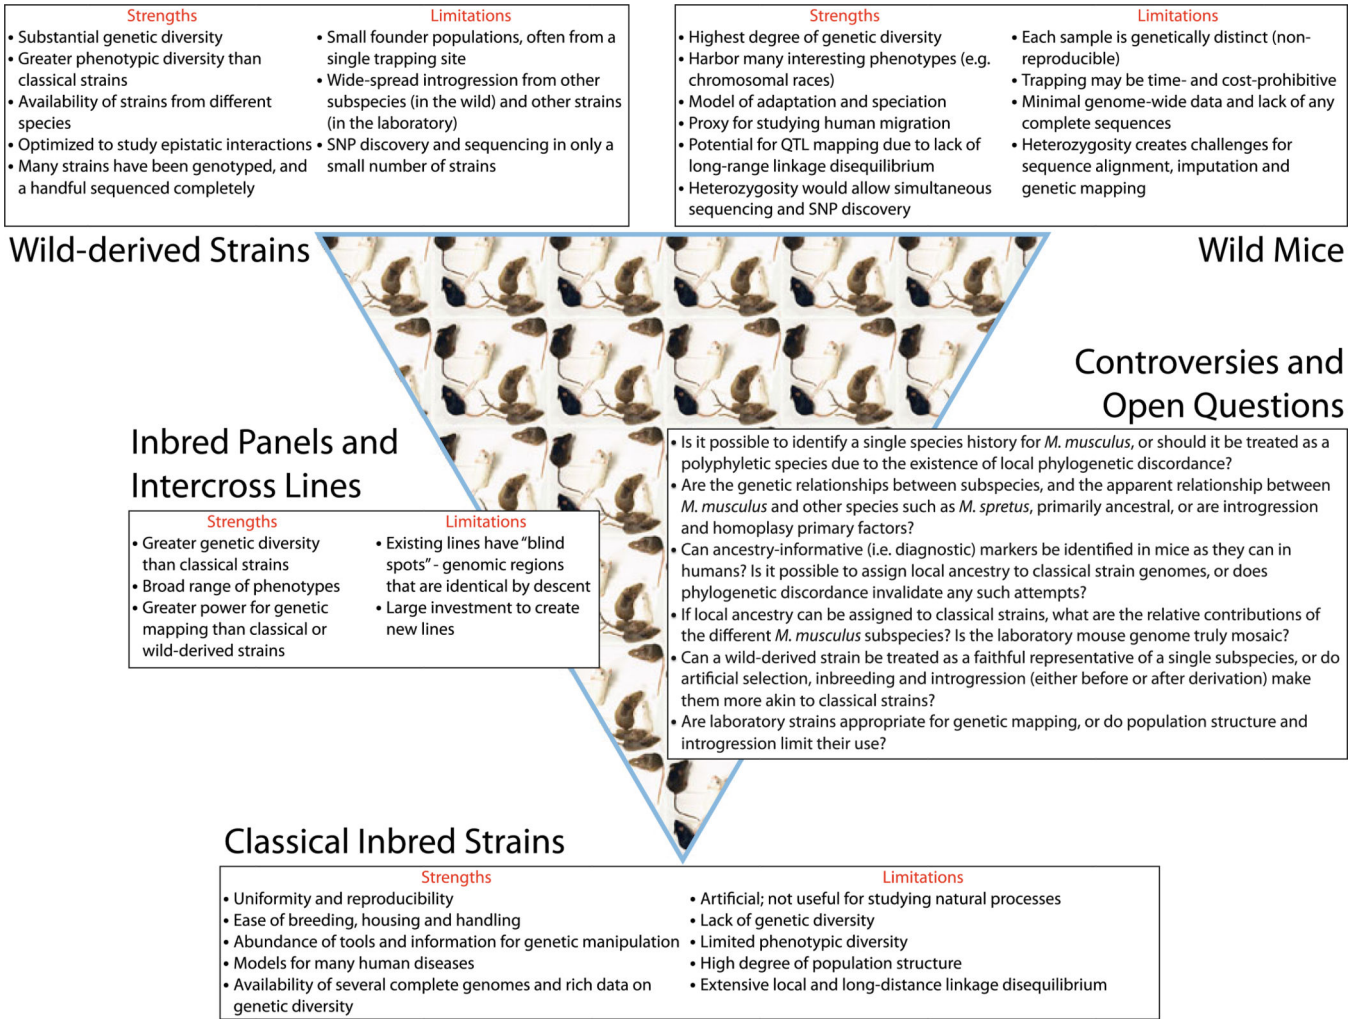 Strengths
• Substantial genetic diversity
• Greater phenotypic diversity than
classical strains
• Availability of strains from different
species
• Optimized to study epistatic interactions
• Many strains have been genotyped, and
a handful sequenced completely
Limitations
• Small founder populations, often from a
single trapping site
• Wide-spread introgression from other
subspecies (in the wild) and other strains
(in the laboratory)
• SNP discovery and sequencing in only a
small number of strains
Wild-derived Strains
Strengths
• Highest degree of genetic diversity
• Harbor many interesting phenotypes (e.g.
chromosomal races)
• Model of adaptation and speciation
• Proxy for studying human migration
• Potential for QTL mapping due to lack of
long-range linkage disequilibrium
• Heterozygosity would allow simultaneous
sequencing and SNP discovery
Limitations
• Each sample is genetically distinct (non-
reproducible)
• Trapping may be time- and cost-prohibitive
• Minimal genome-wide data and lack of any
complete sequences
• Heterozygosity creates challenges for
sequence alignment, imputation and
genetic mapping
Wild Mice
Controversies and
Open Questions
• Is it possible to identify a single species history for M. musculus, or should it be treated as a
polyphyletic species due to the existence of local phylogenetic discordance?
• Are the genetic relationships between subspecies, and the apparent relationship between
M. musculus and other species such as M. spretus, primarily ancestral, or are introgression
and homoplasy primary factors?
• Can ancestry-informative (i.e. diagnostic) markers be identified in mice as they can in
humans? Is it possible to assign local ancestry to classical strain genomes, or does
phylogenetic discordance invalidate any such attempts?
• If local ancestry can be assigned to classical strains, what are the relative contributions of
the different M. musculus subspecies? Is the laboratory mouse genome truly mosaic?
• Can a wild-derived strain be treated as a faithful representative of a single subspecies, or do
artificial selection, inbreeding and introgression (either before or after derivation) make
them more akin to classical strains?
• Are laboratory strains appropriate for genetic mapping, or do population structure and
introgression limit their use?
Inbred Panels and
Intercross Lines
Strengths
• Greater genetic diversity
than classical strains
• Broad range of phenotypes
• Greater power for genetic
mapping than classical or
wild-derived strains
Limitations
• Existing lines have “blind
spots” - genomic regions
that are identical by descent
• Large investment to create
new lines
Classical Inbred Strains
Strengths
• Uniformity and reproducibility
• Ease of breeding, housing and handling
• Abundance of tools and information for genetic manipulation
• Models for many human diseases
• Availability of several complete genomes and rich data on
genetic diversity
Limitations
• Artificial; not useful for studying natural processes
• Lack of genetic diversity
• Limited phenotypic diversity
• High degree of population structure
• Extensive local and long-distance linkage disequilibrium